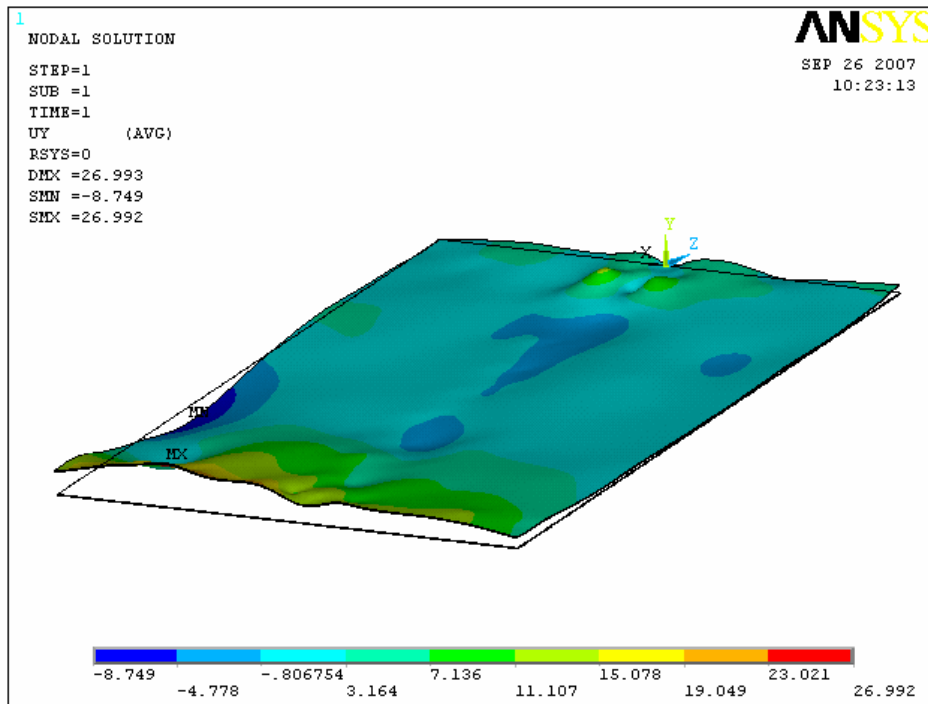 1
NODAL SOLUTION
STEP=1
SUB =1
TIME=1
UY (AVG)
RSYS=0
DMX =26.993
SMN =-8.749
SMX =26.992
ANSYS
SEP 26 2007
10:23:13
Y
X Z
MN
MX
-8.749 -.806754 7.136 15.078 23.021
-4.778 3.164 11.107 19.049 26.992